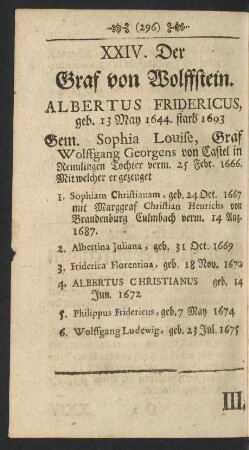 (296)
XXIV. Der
Graf von Wolffstein.
ALBERTUS FRIDERICUS,
geb. 13 May 1644. starb 1693
Gem. Sophia Louise, Graf
Wolffgang Georgens von Castel in
Remlingen Tochter verm. 25 Febr. 1666.
Mit welcher er gezeuget
1. Sophiam Christianam, geb. 24 Oct. 1667
mit Marggraf Christian Henrichs von
Brandenburg Culmbach verm. 14 Aug.
1687.
2. Albertina Juliana, geb. 31 Oct. 1669
3. Friderica Florentina, geb. 18 Nov. 1670
4. ALBERTUS CHRISTIANUS geb. 14
Jun. 1672
5. Philippus Fridericus, geb. 7 May 1674
6. Wolffgang Ludewig, geb. 23 Jul. 1675
III.